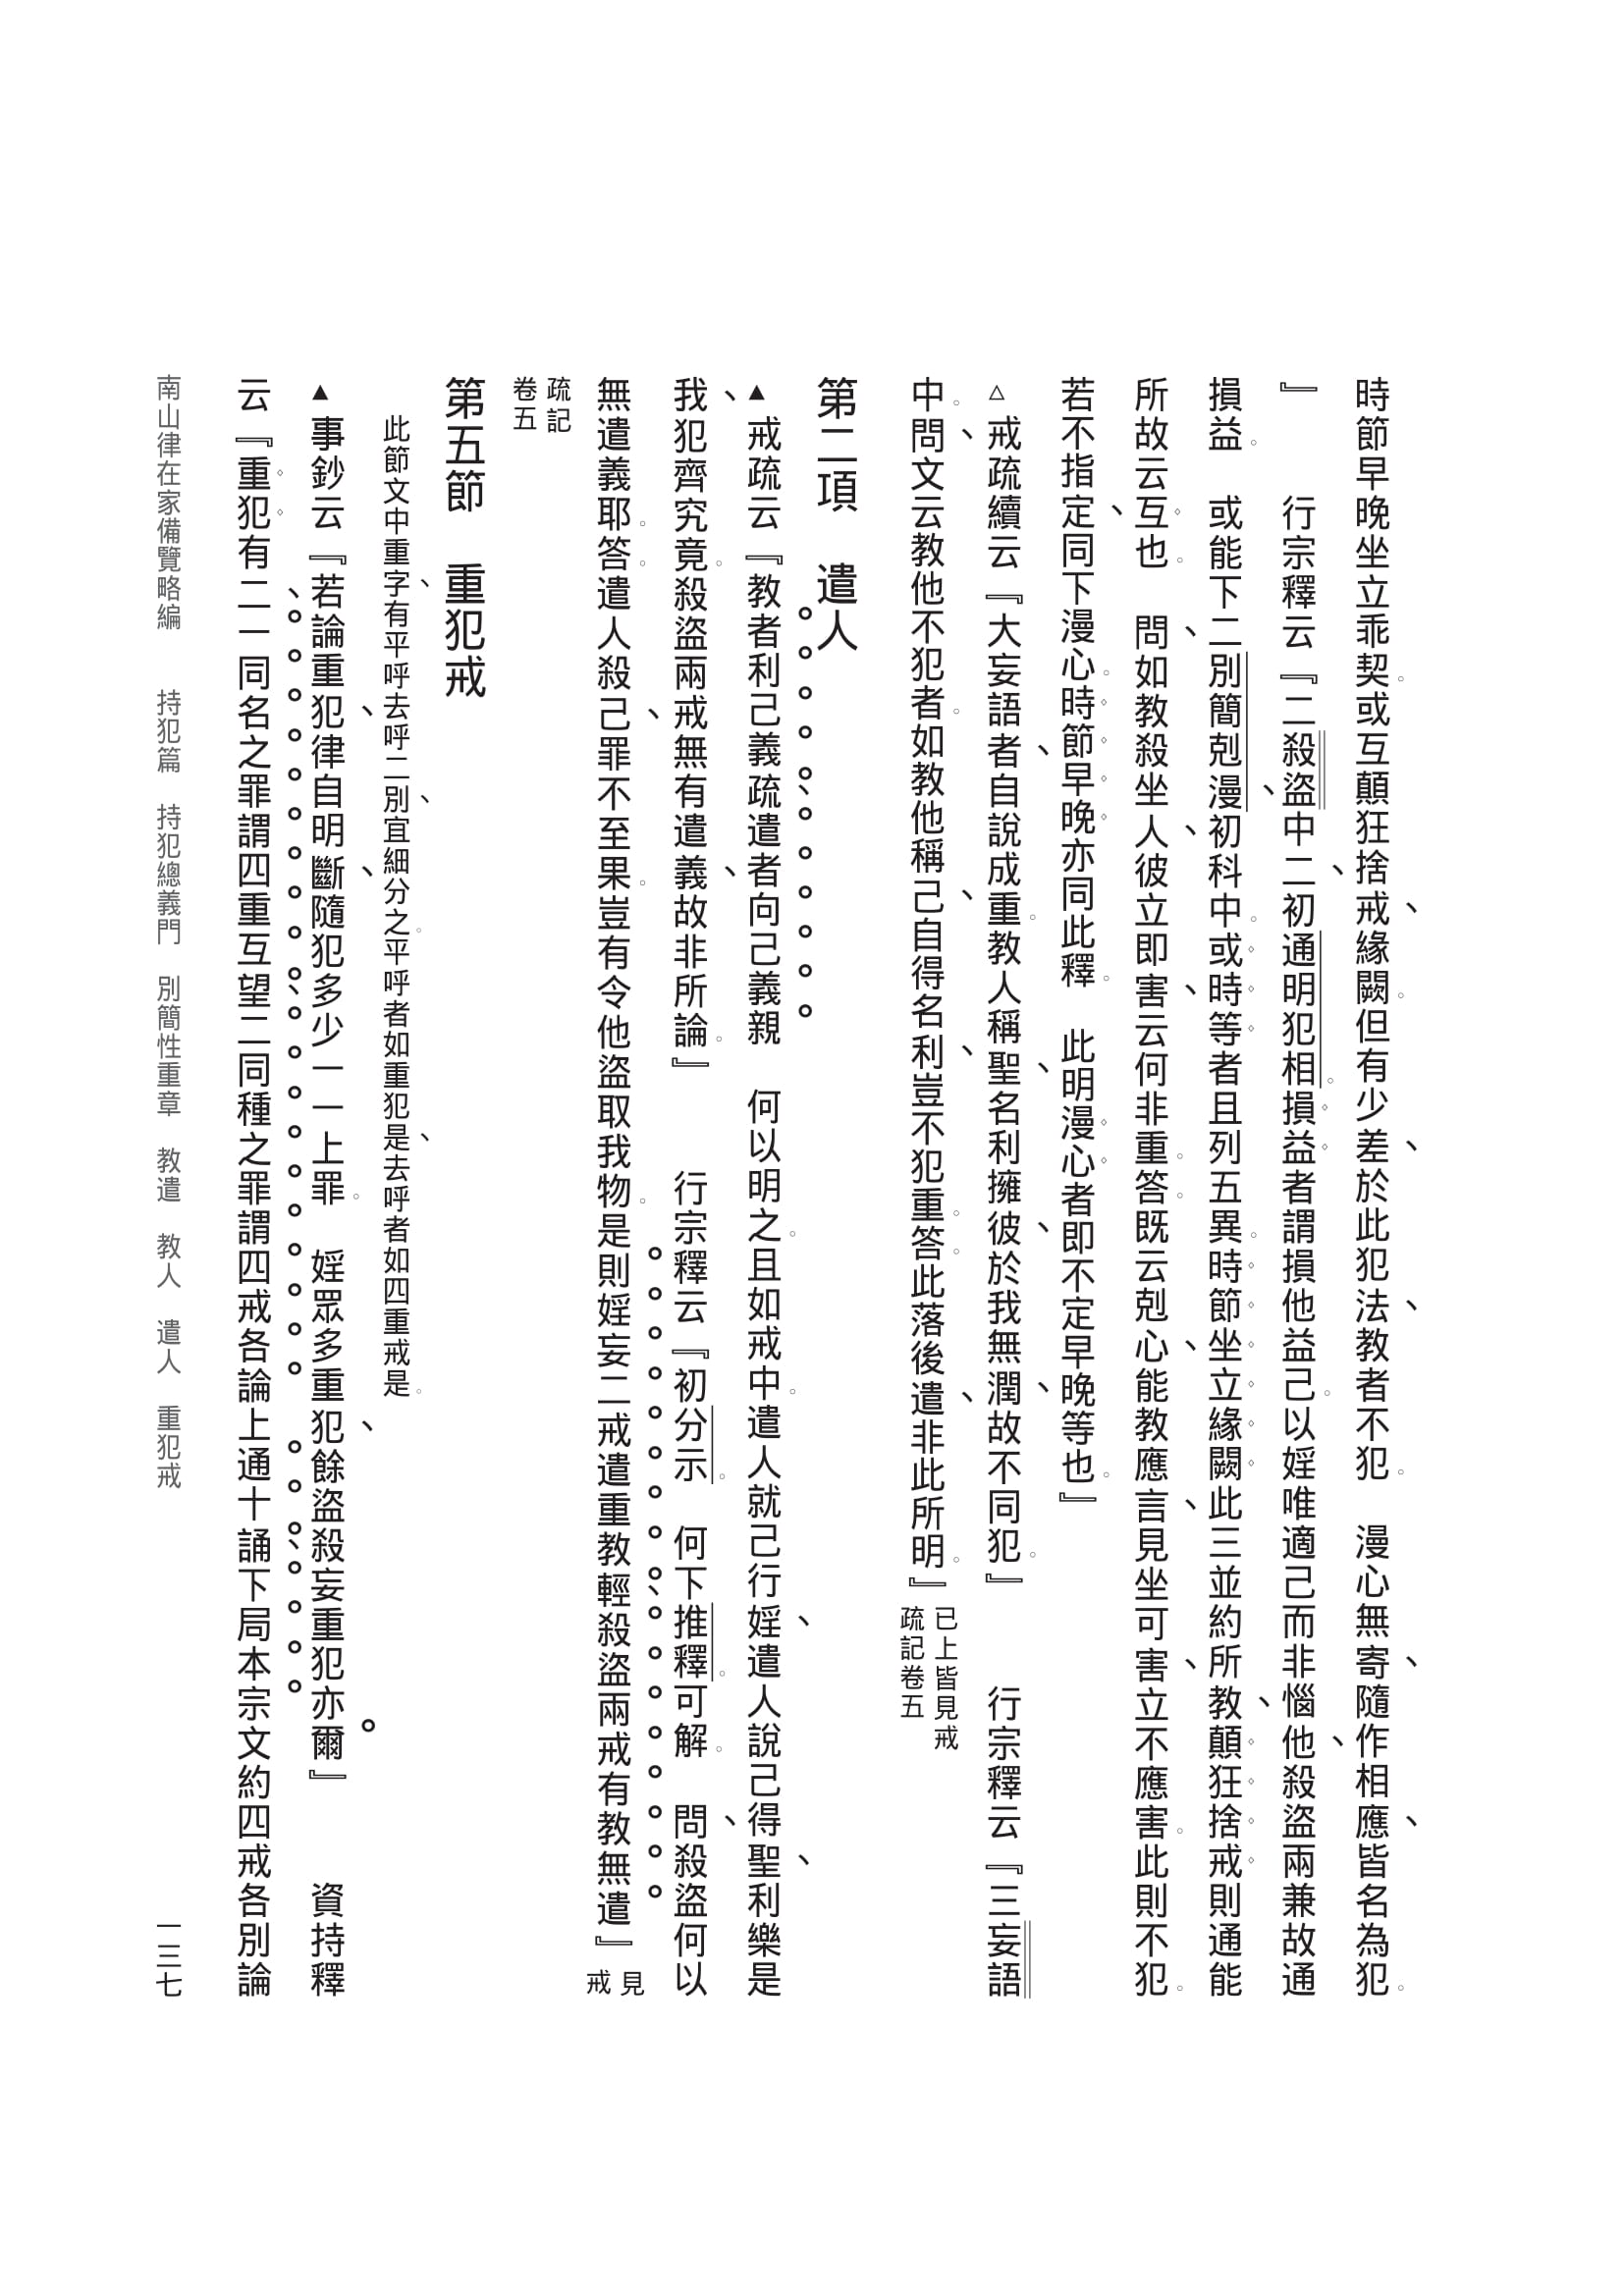 時節早晚坐立乖契。或互顛狂捨戒、緣闕。但有少差、於此犯法、教者不犯。　漫心無寄、隨作相應、皆名為犯。
』　　行宗釋云『二殺盜中二、初通明犯相。損益者謂損他益己。以婬唯適己而非惱他、殺盜兩兼故通
損益。　或能下二別簡剋漫、初科中。或時等者且列五異。時節坐立緣闕此三並約所教、顛狂捨戒則通能
所故云互也。　問、如教殺坐人、彼立即害、云何非重。答。既云剋心、能教應言、見坐可害、立不應害。此則不犯。
若不指定、同下漫心。時節早晚亦同此釋。　此明漫心者即不定早晚等也。』
△戒疏續云『大妄語者、自說成重。教人稱聖、名利擁彼、於我無潤、故不同犯。』　　行宗釋云『三妄語
中。問、文云教他不犯者。如教他稱己、自得名利、豈不犯重。答。此落後遣、非此所明。』已上皆見戒
疏記卷五
第二項　遣人
▲戒疏云『教者利己義疏、遣者向己義親　何以明之。且如戒中。遣人就己行婬、遣人說己得聖、利樂是
我、犯齊究竟。殺盜兩戒無有遣義、故非所論。』　　行宗釋云『初分示。　何下推釋。可解。　問、殺盜何以
無遣義耶。答。遣人殺己、罪不至果。豈有令他盜取我物。是則婬妄二戒遣重教輕、殺盜兩戒有教無遣』見戒
疏記
卷五
第五節　重犯戒
此節文中重字、有平呼去呼二別、宜細分之。平呼者如重犯是、去呼者如四重戒是。
▲事鈔云『若論重犯、律自明斷、隨犯多少一一上罪。　婬眾多重犯、餘盜殺妄重犯亦爾』　　資持釋
云『重犯有二、一同名之罪謂四重互望、二同種之罪謂四戒各論上通十誦、下局本宗文約四戒各別論
南山律在家備覽略編　　持犯篇　持犯總義門　別簡性重章　教遣　教人　遣人　重犯戒
一三七